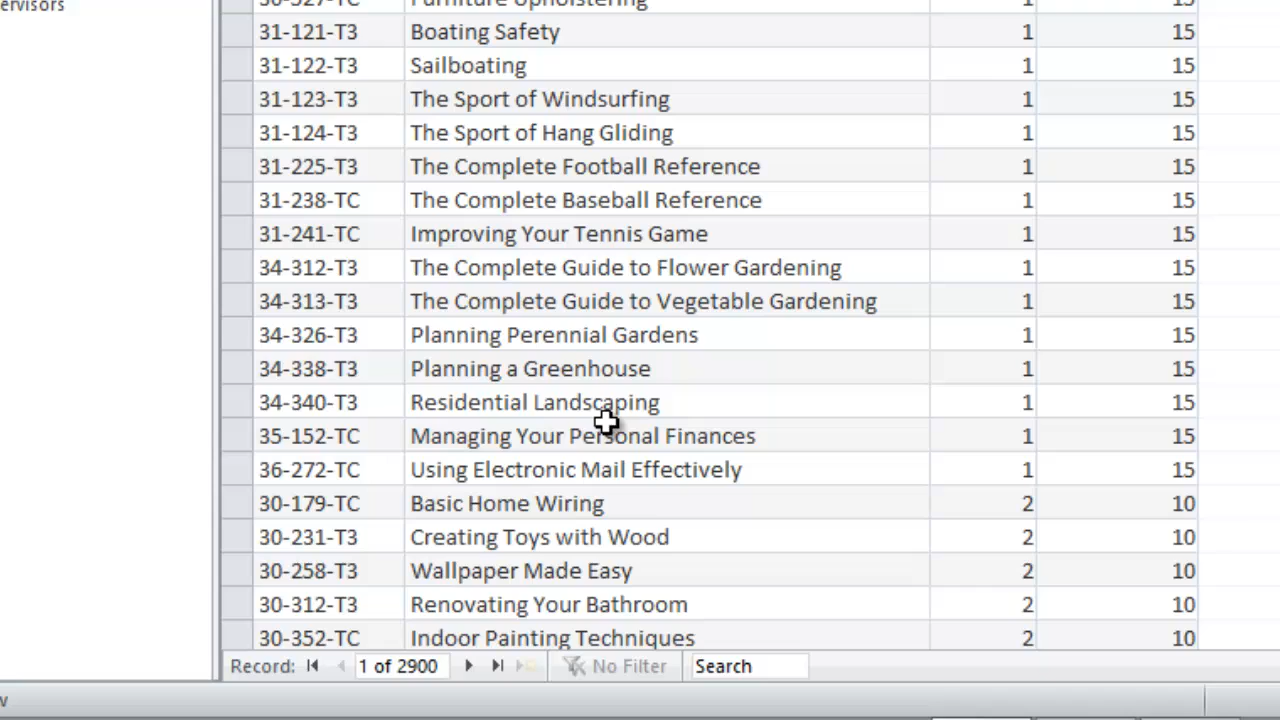 ervisors
30-327-TC Furniture Upholstering 1 15
31-121-T3 Boating Safety 1 15
31-122-T3 Sailboating 1 15
31-123-T3 The Sport of Windsurfing 1 15
31-124-T3 The Sport of Hang Gliding 1 15
31-225-T3 The Complete Football Reference 1 15
31-238-TC The Complete Baseball Reference 1 15
31-241-TC Improving Your Tennis Game 1 15
34-312-T3 The Complete Guide to Flower Gardening 1 15
34-313-T3 The Complete Guide to Vegetable Gardening 1 15
34-326-T3 Planning Perennial Gardens 1 15
34-338-T3 Planning a Greenhouse 1 15
34-340-T3 Residential Landscaping 1 15
35-152-TC Managing Your Personal Finances 1 15
36-272-TC Using Electronic Mail Effectively 1 15
30-179-TC Basic Home Wiring 2 10
30-231-T3 Creating Toys with Wood 2 10
30-258-T3 Wallpaper Made Easy 2 10
30-312-T3 Renovating Your Bathroom 2 10
30-352-TC Indoor Painting Techniques 2 10
Record: 1 of 2900 No Filter Search
w